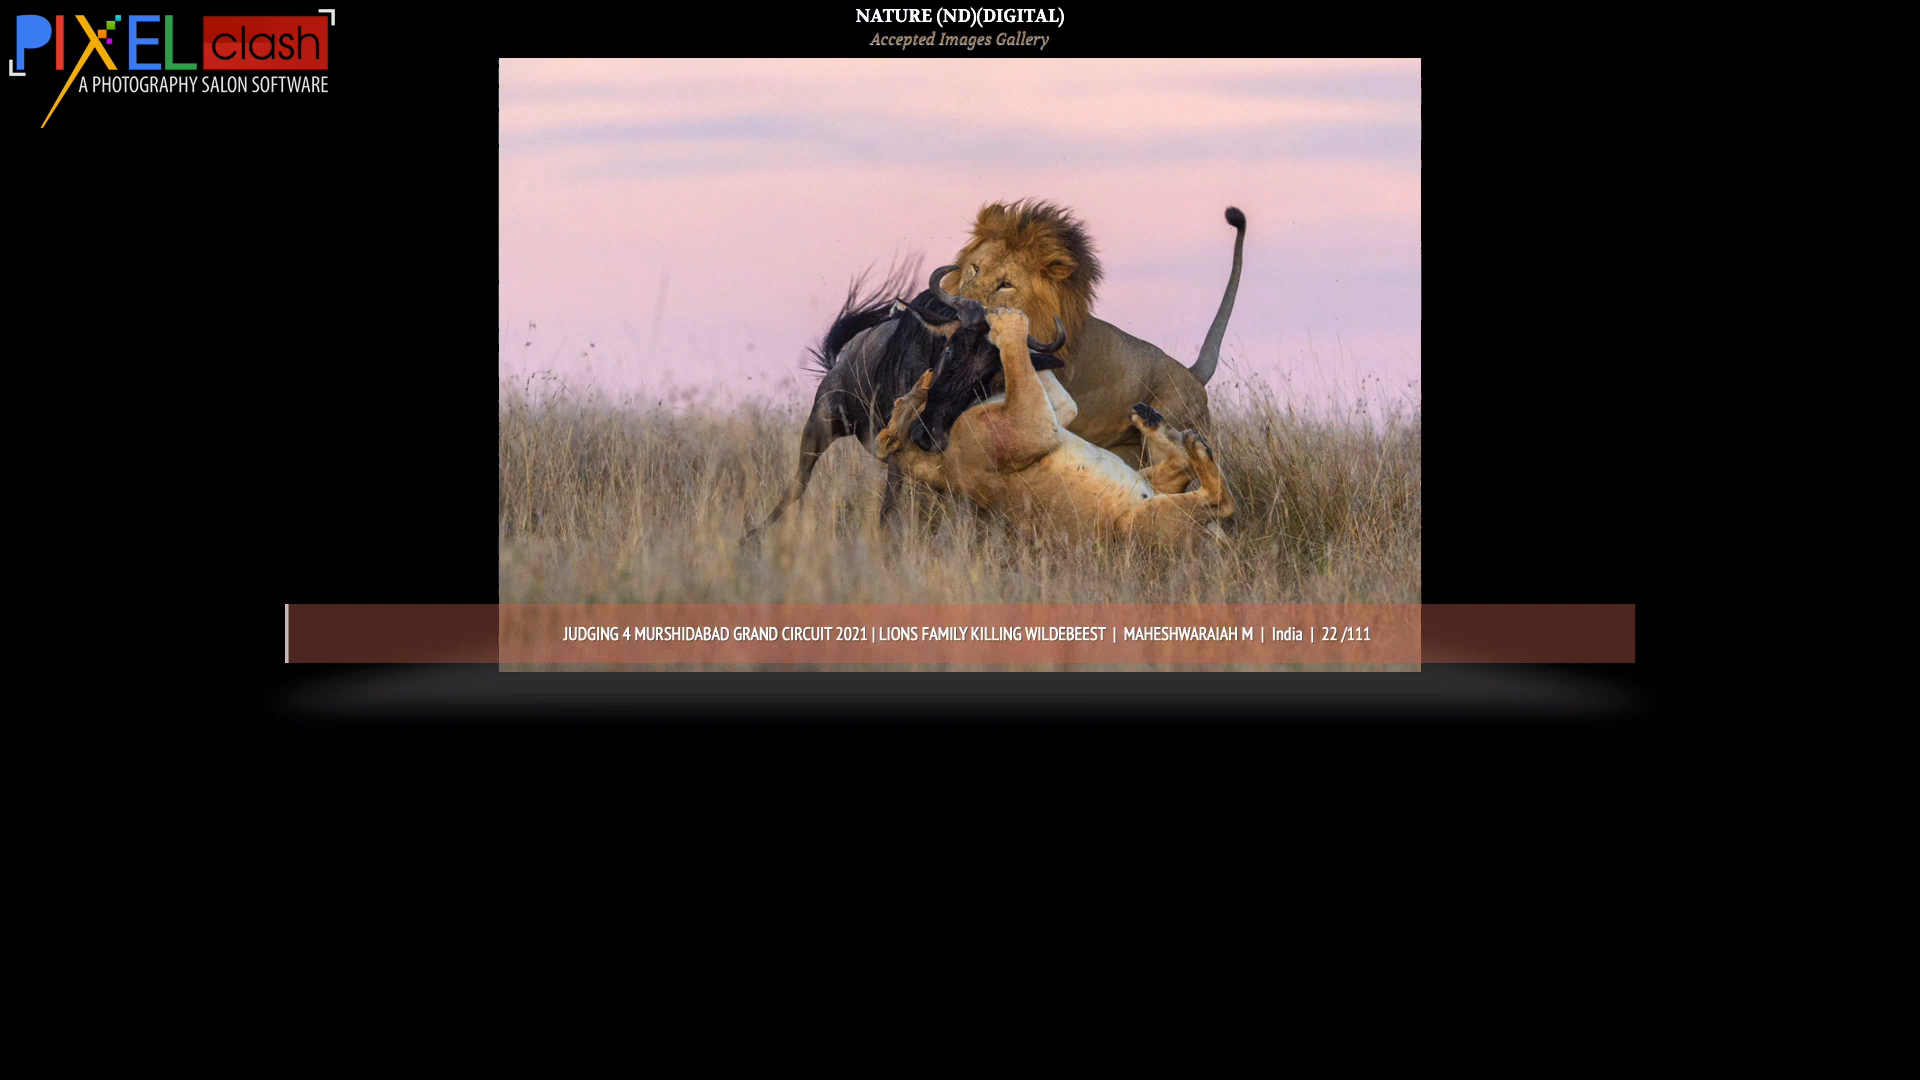 PIXEL clash
A PHOTOGRAPHY SALON SOFTWARE
NATURE (ND)(DIGITAL)
Accepted Images Gallery
JUDGING 4 MURSHIDABAD GRAND CIRCUIT 2021 | LIONS FAMILY KILLING WILDEBEEST | MAHESHWARAIAH M | India | 22 /111